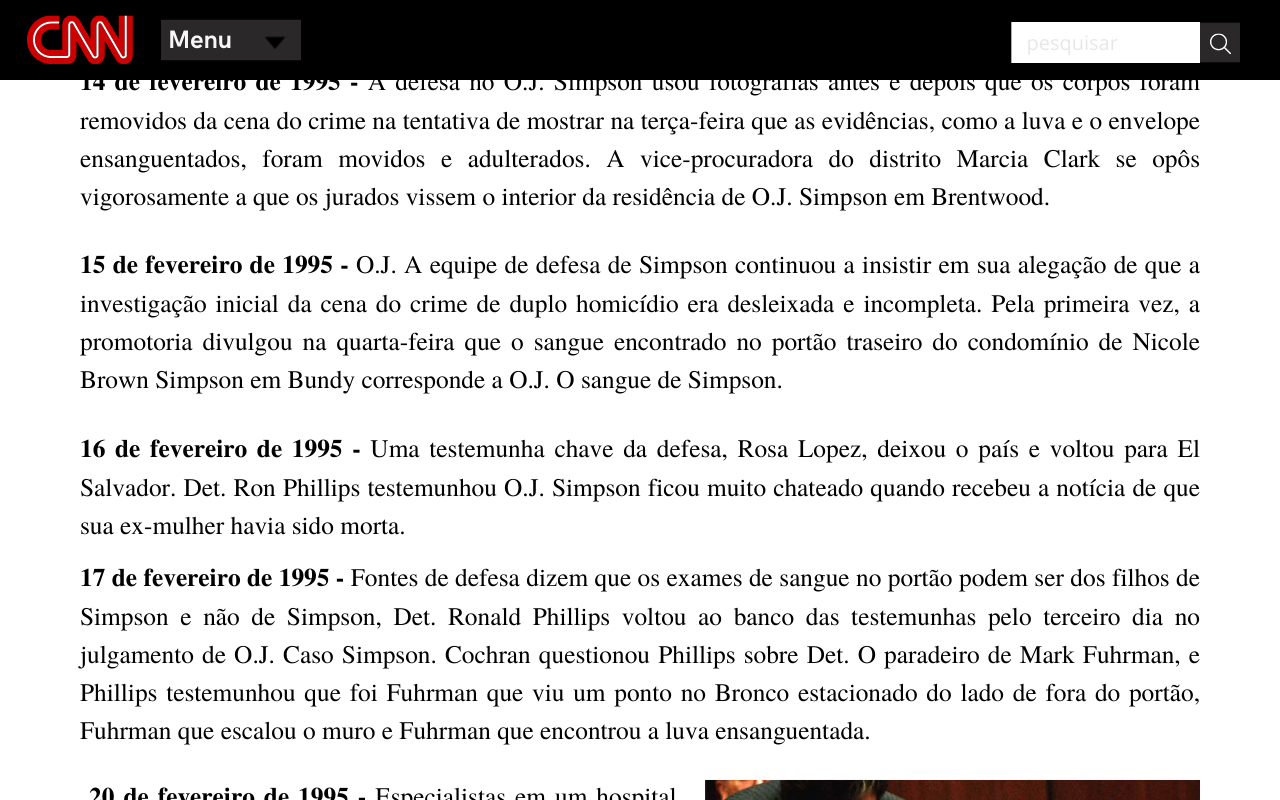 CNN
Menu
pesquisar
14 de fevereiro de 1995 - A defesa no O.J. Simpson usou fotografias antes e depois que os corpos foram
removidos da cena do crime na tentativa de mostrar na terça-feira que as evidências, como a luva e o envelope
ensanguentados, foram movidos e adulterados. A vice-procuradora do distrito Marcia Clark se opôs
vigorosamente a que os jurados vissem o interior da residência de O.J. Simpson em Brentwood.
15 de fevereiro de 1995 - O.J. A equipe de defesa de Simpson continuou a insistir em sua alegação de que a
investigação inicial da cena do crime de duplo homicídio era desleixada e incompleta. Pela primeira vez, a
promotoria divulgou na quarta-feira que o sangue encontrado no portão traseiro do condomínio de Nicole
Brown Simpson em Bundy corresponde a O.J. O sangue de Simpson.
16 de fevereiro de 1995 - Uma testemunha chave da defesa, Rosa Lopez, deixou o país e voltou para El
Salvador. Det. Ron Phillips testemunhou O.J. Simpson ficou muito chateado quando recebeu a notícia de que
sua ex-mulher havia sido morta.
17 de fevereiro de 1995 - Fontes de defesa dizem que os exames de sangue no portão podem ser dos filhos de
Simpson e não de Simpson, Det. Ronald Phillips voltou ao banco das testemunhas pelo terceiro dia no
julgamento de O.J. Caso Simpson. Cochran questionou Phillips sobre Det. O paradeiro de Mark Fuhrman, e
Phillips testemunhou que foi Fuhrman que viu um ponto no Bronco estacionado do lado de fora do portão,
Fuhrman que escalou o muro e Fuhrman que encontrou a luva ensanguentada.
20 de fevereiro de 1995 - Especialistas em um hospital